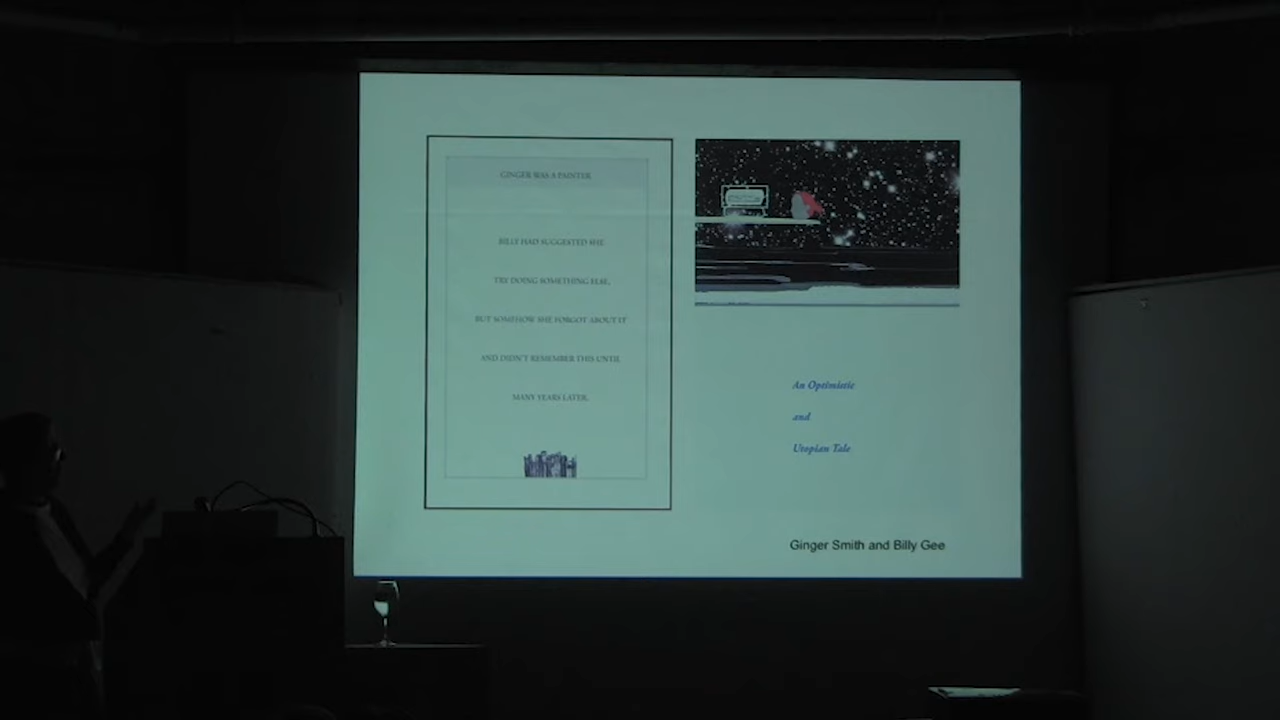 GINGER WAS A PAINTER
BILLY HAD SUGGESTED SHE
TRY DOING SOMETHING ELSE,
BUT SOMEHOW SHE FORGOT ABOUT IT
AND DIDN'T REMEMBER THIS UNTIL
MANY YEARS LATER.
An Optimistic
and
Utopian Tale
Ginger Smith and Billy Gee